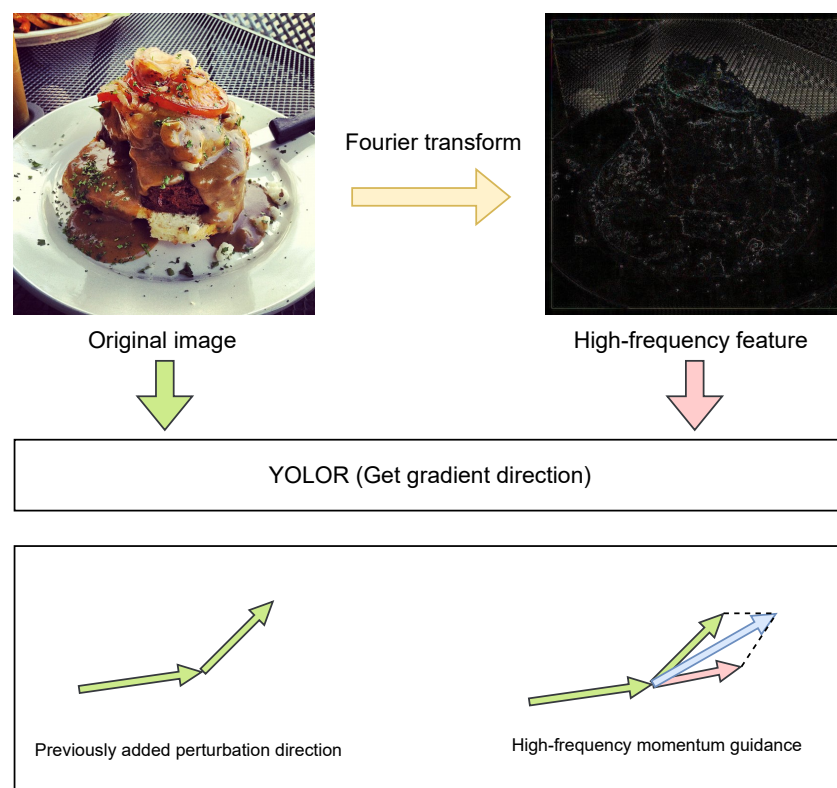 Fourier transform
Original image
High-frequency feature
YOLOR (Get gradient direction)
Previously added perturbation direction
High-frequency momentum guidance